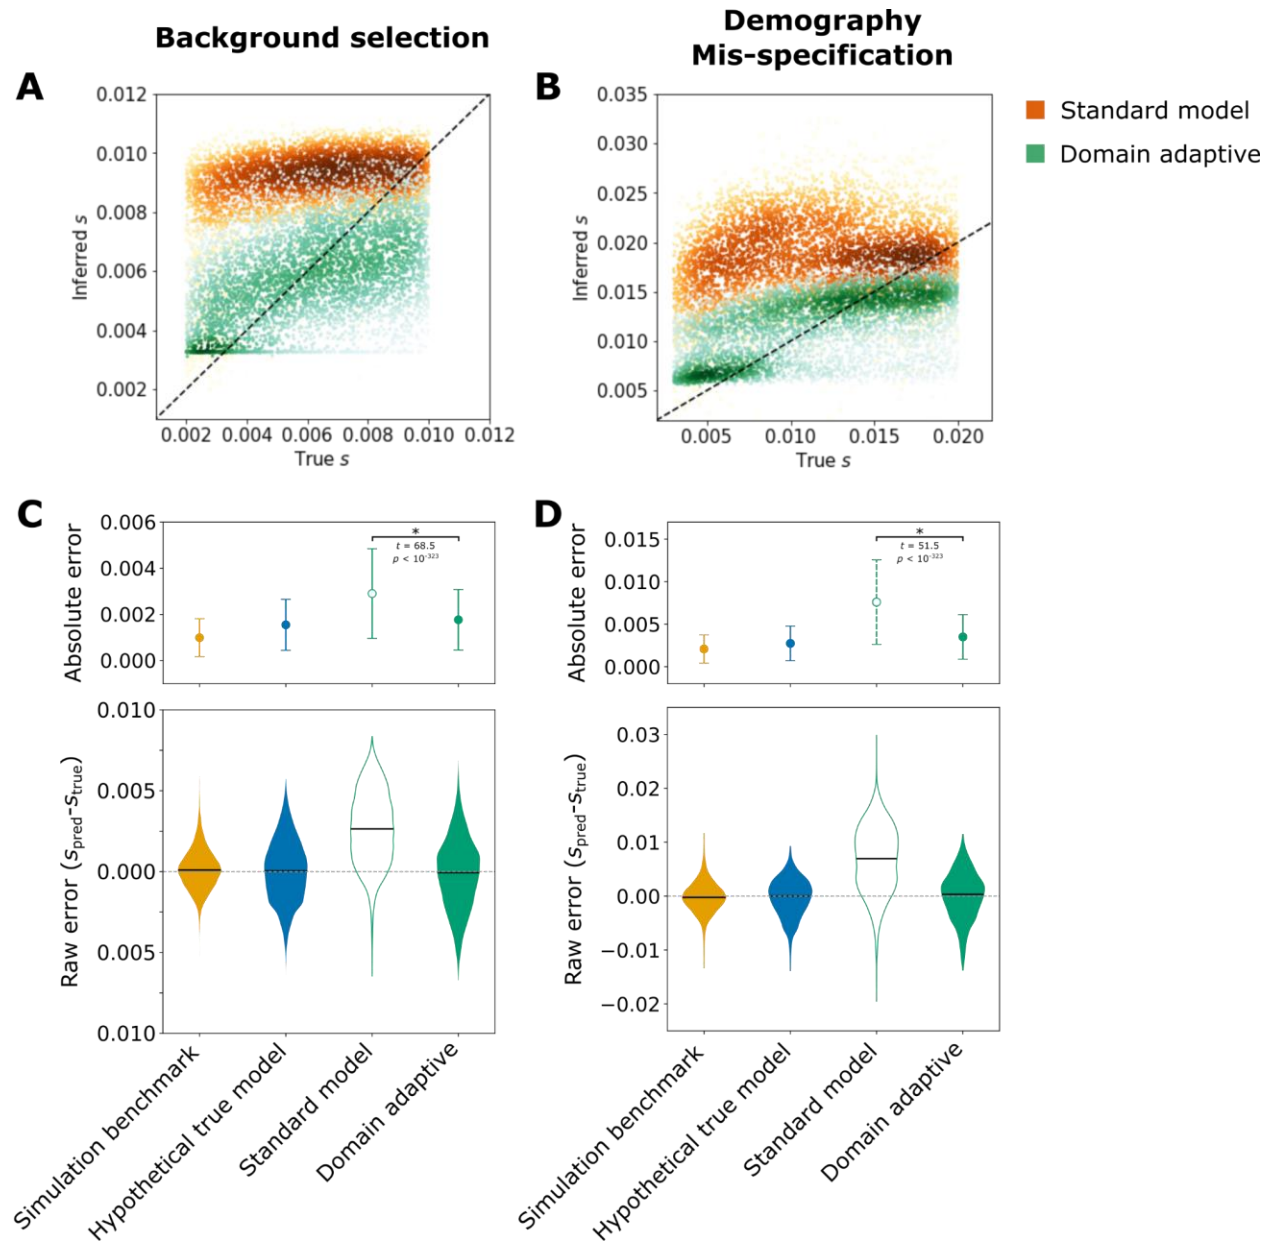 Background selection
Demography
Mis-specification
A
B
Standard model
Domain adaptive
0.012
0.010
0.008
0.006
0.004
0.002
Inferred s
0.002 0.004 0.006 0.008 0.010 0.012
True s
0.035
0.030
0.025
0.020
0.015
0.010
0.005
Inferred s
0.005 0.010 0.015 0.020
True s
C
0.006
0.004
0.002
0.000
Absolute error
*
t = 68.5
p < 10-323
0.010
0.005
0.000
0.005
0.010
Raw error (spred-strue)
Simulation benchmark
Hypothetical true model
Standard model
Domain adaptive
D
0.015
0.010
0.005
0.000
Absolute error
*
t = 51.5
p < 10-323
0.03
0.02
0.01
0.00
−0.01
−0.02
Raw error (spred-strue)
Simulation benchmark
Hypothetical true model
Standard model
Domain adaptive